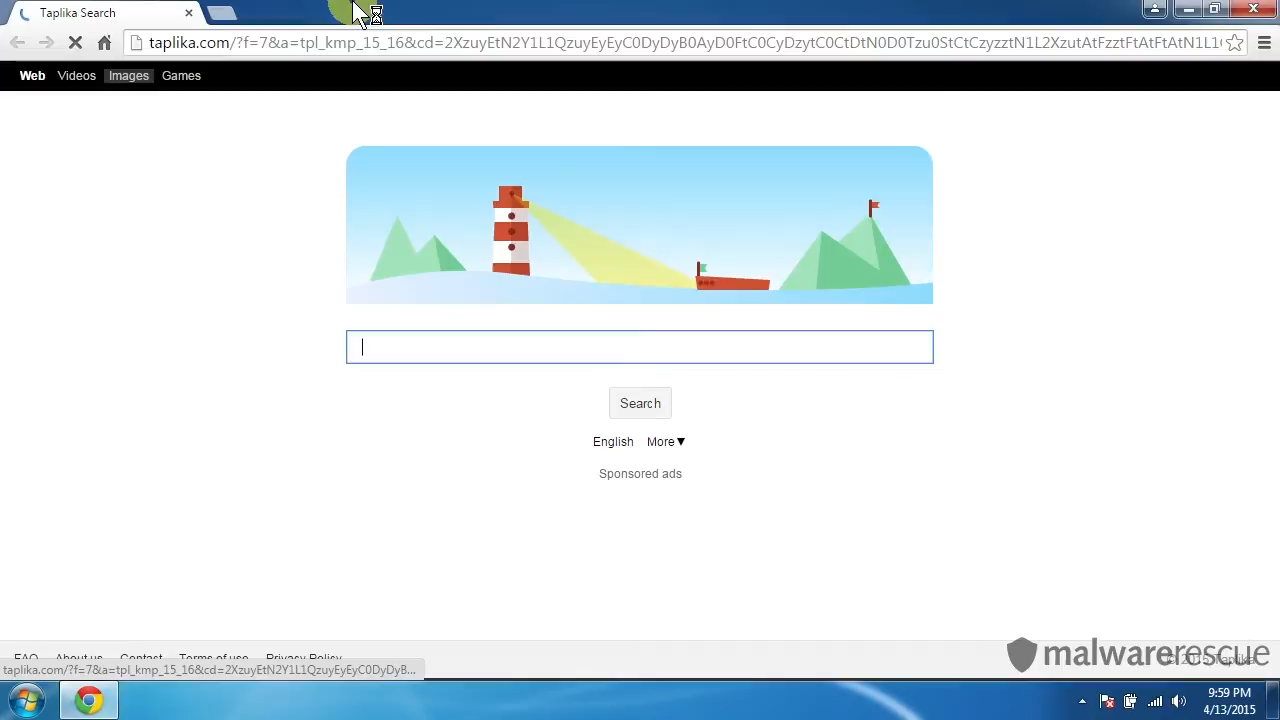 Taplika Search
taplika.com/?f=7&a=tpl_kmp_15_16&cd=2XzuyEtN2Y1L1QzuyEyEyC0DyDyB0AyD0FtC0CyDzytC0CtDtN0D0Tzu0StCtCzyzztN1L2XzutAtFzztFtAtFtAtN1L1
Web Videos Images Games
Search
English More▼
Sponsored ads
FAQ About us Contact Terms of use Privacy Policy
© 2015 Taplika
malwarerescue
taplika.com/?f=7&a=tpl_kmp_15_16&cd=2XzuyEtN2Y1L1QzuyEyEyC0DyDyB...
9:59 PM
4/13/2015